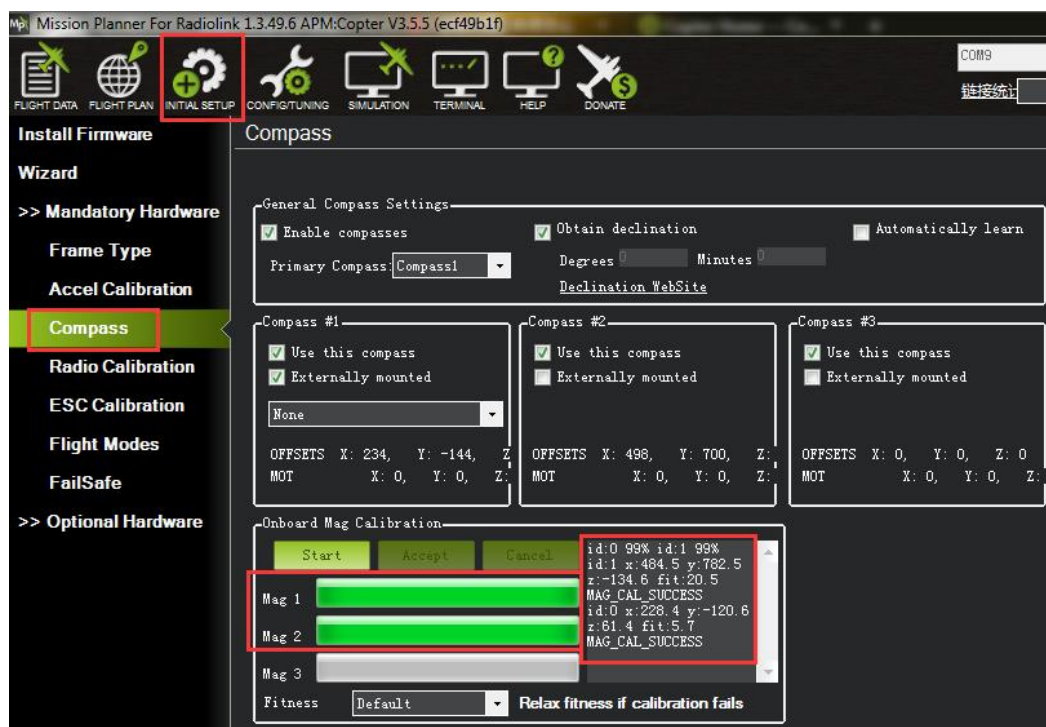 Mission Planner For Radiolink 1.3.49.6 APM:Copter V3.5.5 (ecf49b1f)
FLIGHT DATA FLIGHT PLAN INITIAL SETUP CONFIG/TUNING SIMULATION TERMINAL HELP DONATE
COM9
链接统计
Install Firmware
Wizard
>> Mandatory Hardware
Frame Type
Accel Calibration
Compass
Radio Calibration
ESC Calibration
Flight Modes
FailSafe
>> Optional Hardware
Compass
General Compass Settings
Enable compasses
Obtain declination
Automatically learn
Primary Compass: Compass1
Degrees 0 Minutes 0
Declination WebSite
Compass #1
Use this compass
Externally mounted
None
OFFSETS X: 234, Y: -144, Z
MOT X: 0, Y: 0, Z:
Compass #2
Use this compass
Externally mounted
OFFSETS X: 498, Y: 700, Z:
MOT X: 0, Y: 0, Z:
Compass #3
Use this compass
Externally mounted
OFFSETS X: 0, Y: 0, Z: 0
MOT X: 0, Y: 0, Z:
Onboard Mag Calibration
Start Accept Cancel
Mag 1
Mag 2
Mag 3
id:0 99% id:1 99%
id:1 x:484.5 y:782.5
z:-134.6 fit:20.5
MAG_CAL_SUCCESS
id:0 x:228.4 y:-120.6
z:61.4 fit:5.7
MAG_CAL_SUCCESS
Fitness Default Relax fitness if calibration fails